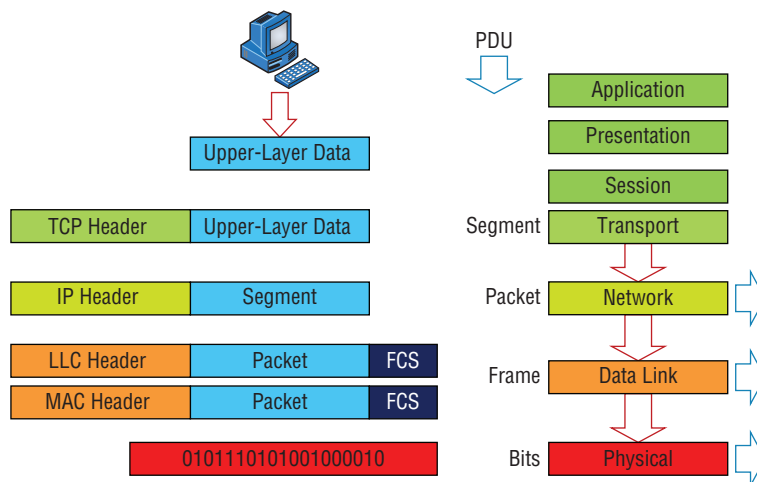 PDU
Application
Presentation
Upper-Layer Data
Session
TCP Header Upper-Layer Data Segment Transport
IP Header Segment Packet Network
LLC Header Packet FCS Frame Data Link
MAC Header Packet FCS
0101110101001000010 Bits Physical